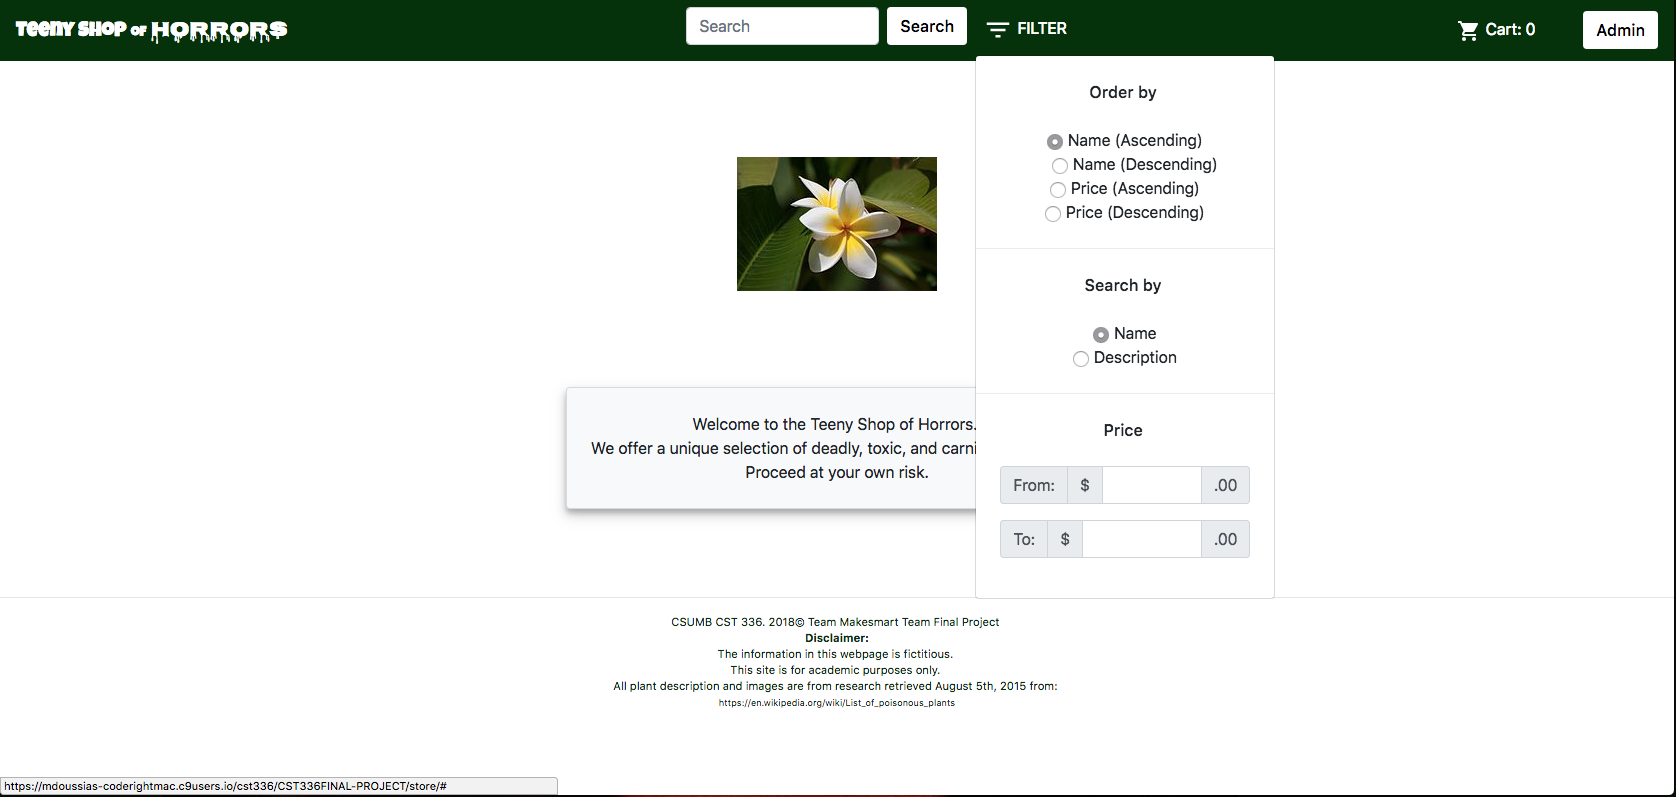 Teeny Shop of Horrors
Search
Search
FILTER
Cart: 0
Admin
Order by
Name (Ascending)
Name (Descending)
Price (Ascending)
Price (Descending)
Search by
Name
Description
Price
From: $ .00
To: $ .00
Welcome to the Teeny Shop of Horrors.
We offer a unique selection of deadly, toxic, and carni
Proceed at your own risk.
CSUMB CST 336. 2018© Team Makesmart Team Final Project
Disclaimer:
The information in this webpage is fictitious.
This site is for academic purposes only.
All plant description and images are from research retrieved August 5th, 2015 from:
https://en.wikipedia.org/wiki/List_of_poisonous_plants
https://mdoussias-coderightmac.c9users.io/cst336/CST336FINAL-PROJECT/store/#